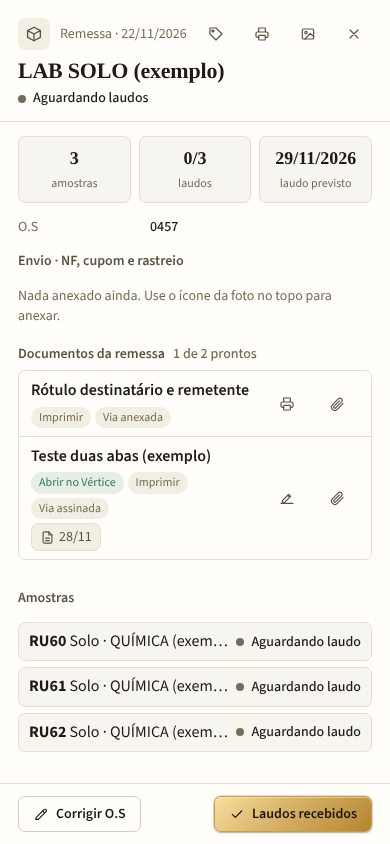 Remessa · 22/11/2026
LAB SOLO (exemplo)
Aguardando laudos
3
amostras
0/3
laudos
29/11/2026
laudo previsto
O.S 0457
Envio · NF, cupom e rastreio
Nada anexado ainda. Use o ícone da foto no topo para
anexar.
Documentos da remessa 1 de 2 prontos
Rótulo destinatário e remetente
Imprimir Via anexada
Teste duas abas (exemplo)
Abrir no Vértice Imprimir
Via assinada
28/11
Amostras
RU60 Solo · QUÍMICA (exem… Aguardando laudo
RU61 Solo · QUÍMICA (exem… Aguardando laudo
RU62 Solo · QUÍMICA (exem… Aguardando laudo
Corrigir O.S Laudos recebidos